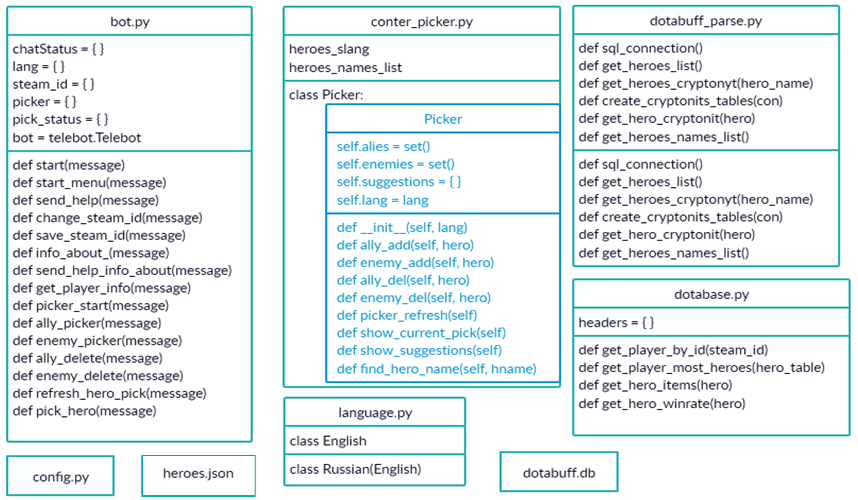 bot.py
chatStatus = { }
lang = { }
steam_id = { }
picker = { }
pick_status = { }
bot = telebot.Telebot
def start(message)
def start_menu(message)
def send_help(message)
def change_steam_id(message)
def save_steam_id(message)
def info_about_(message)
def send_help_info_about(message)
def get_player_info(message)
def picker_start(message)
def ally_picker(message)
def enemy_picker(message)
def ally_delete(message)
def enemy_delete(message)
def refresh_hero_pick(message)
def pick_hero(message)
conter_picker.py
heroes_slang
heroes_names_list
class Picker:
Picker
self.alies = set()
self.enemies = set()
self.suggestions = { }
self.lang = lang
def __init__(self, lang)
def ally_add(self, hero)
def enemy_add(self, hero)
def ally_del(self, hero)
def enemy_del(self, hero)
def picker_refresh(self)
def show_current_pick(self)
def show_suggestions(self)
def find_hero_name(self, hname)
dotabuff_parse.py
def sql_connection()
def get_heroes_list()
def get_heroes_cryptonyt(hero_name)
def create_cryptonits_tables(con)
def get_hero_cryptonit(hero)
def get_heroes_names_list()
def sql_connection()
def get_heroes_list()
def get_heroes_cryptonyt(hero_name)
def create_cryptonits_tables(con)
def get_hero_cryptonit(hero)
def get_heroes_names_list()
dotabase.py
headers = { }
def get_player_by_id(steam_id)
def get_player_most_heroes(hero_table)
def get_hero_items(hero)
def get_hero_winrate(hero)
language.py
class English
class Russian(English)
config.py
heroes.json
dotabuff.db